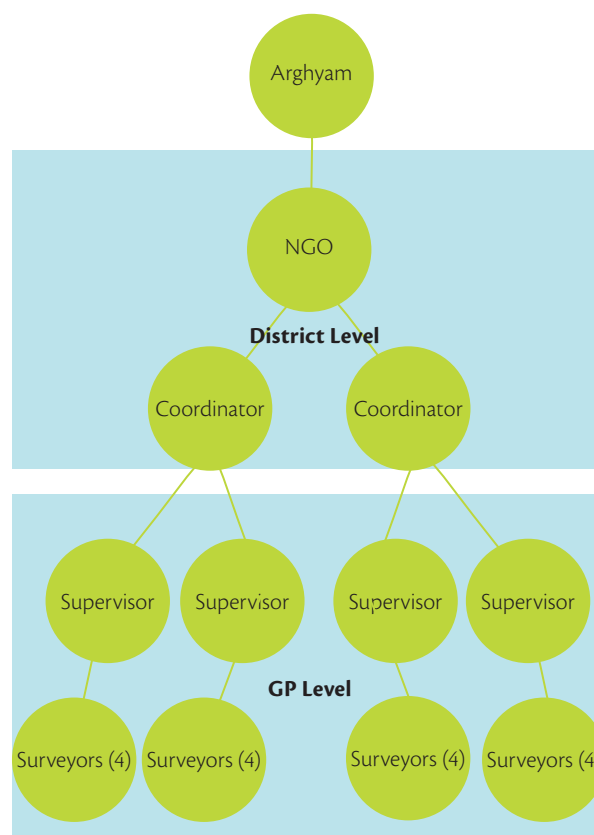 Arghyam
NGO
District Level
Coordinator
Coordinator
Supervisor
Supervisor
Supervisor
Supervisor
GP Level
Surveyors (4)
Surveyors (4)
Surveyors (4)
Surveyors (4